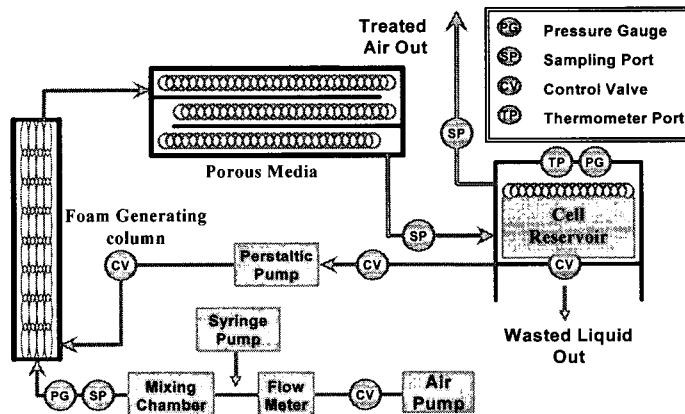 Treated
Air Out
PG Pressure Gauge
SP Sampling Port
CV Control Valve
TP Thermometer Port
SP
TP PG
Porous Media
Cell
Reservoir
Foam Generating
column
SP
CV
CV
Perstaltic
Pump
CV
Wasted Liquid
Out
Syringe
Pump
PG SP
Mixing
Chamber
Flow
Meter
CV
Air
Pump